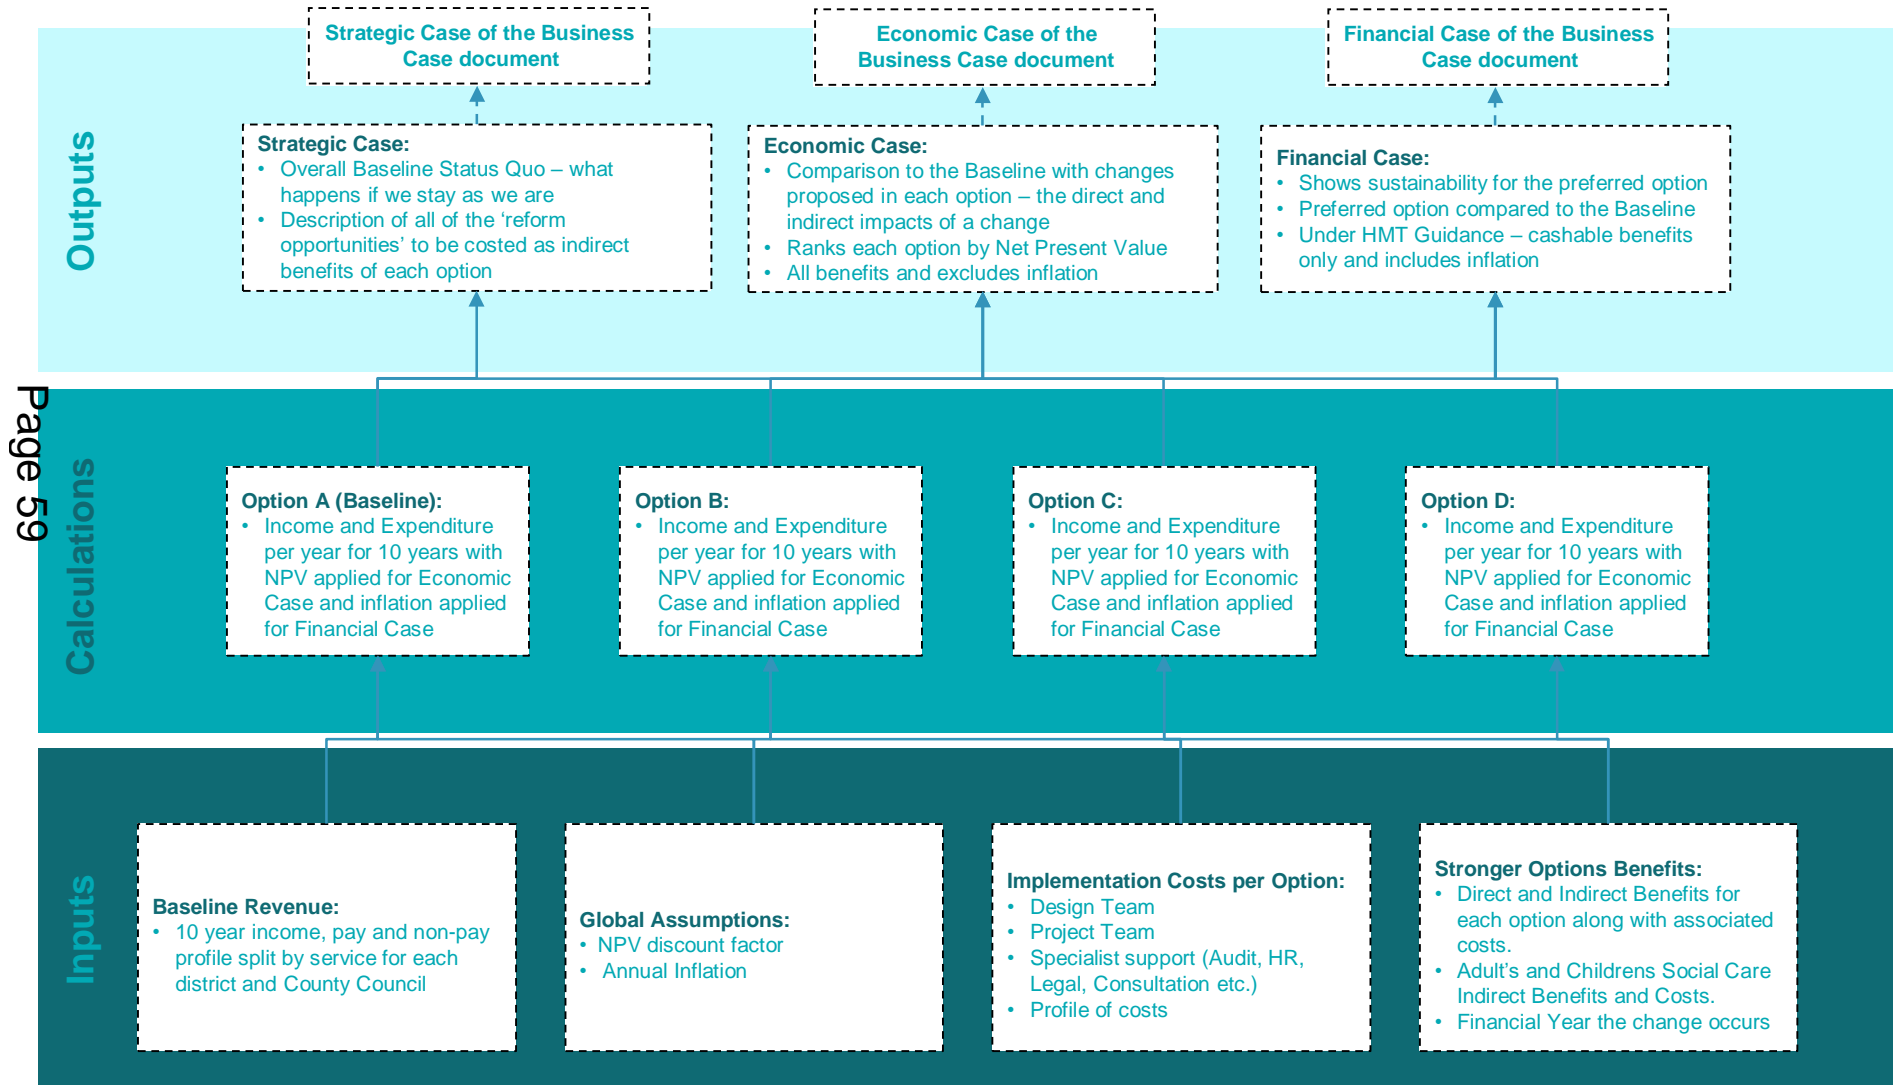 Strategic Case of the Business
Case document
Economic Case of the
Business Case document
Financial Case of the Business
Case document
Outputs
Strategic Case:
• Overall Baseline Status Quo – what
happens if we stay as we are
• Description of all of the ‘reform
opportunities’ to be costed as indirect
benefits of each option
Economic Case:
• Comparison to the Baseline with changes
proposed in each option – the direct and
indirect impacts of a change
• Ranks each option by Net Present Value
• All benefits and excludes inflation
Financial Case:
• Shows sustainability for the preferred option
• Preferred option compared to the Baseline
• Under HMT Guidance – cashable benefits
only and includes inflation
Page 59
Calculations
Option A (Baseline):
• Income and Expenditure
per year for 10 years with
NPV applied for Economic
Case and inflation applied
for Financial Case
Option B:
• Income and Expenditure
per year for 10 years with
NPV applied for Economic
Case and inflation applied
for Financial Case
Option C:
• Income and Expenditure
per year for 10 years with
NPV applied for Economic
Case and inflation applied
for Financial Case
Option D:
• Income and Expenditure
per year for 10 years with
NPV applied for Economic
Case and inflation applied
for Financial Case
Inputs
Baseline Revenue:
• 10 year income, pay and non-pay
profile split by service for each
district and County Council
Global Assumptions:
• NPV discount factor
• Annual Inflation
Implementation Costs per Option:
• Design Team
• Project Team
• Specialist support (Audit, HR,
Legal, Consultation etc.)
• Profile of costs
Stronger Options Benefits:
• Direct and Indirect Benefits for
each option along with associated
costs.
• Adult’s and Childrens Social Care
Indirect Benefits and Costs.
• Financial Year the change occurs